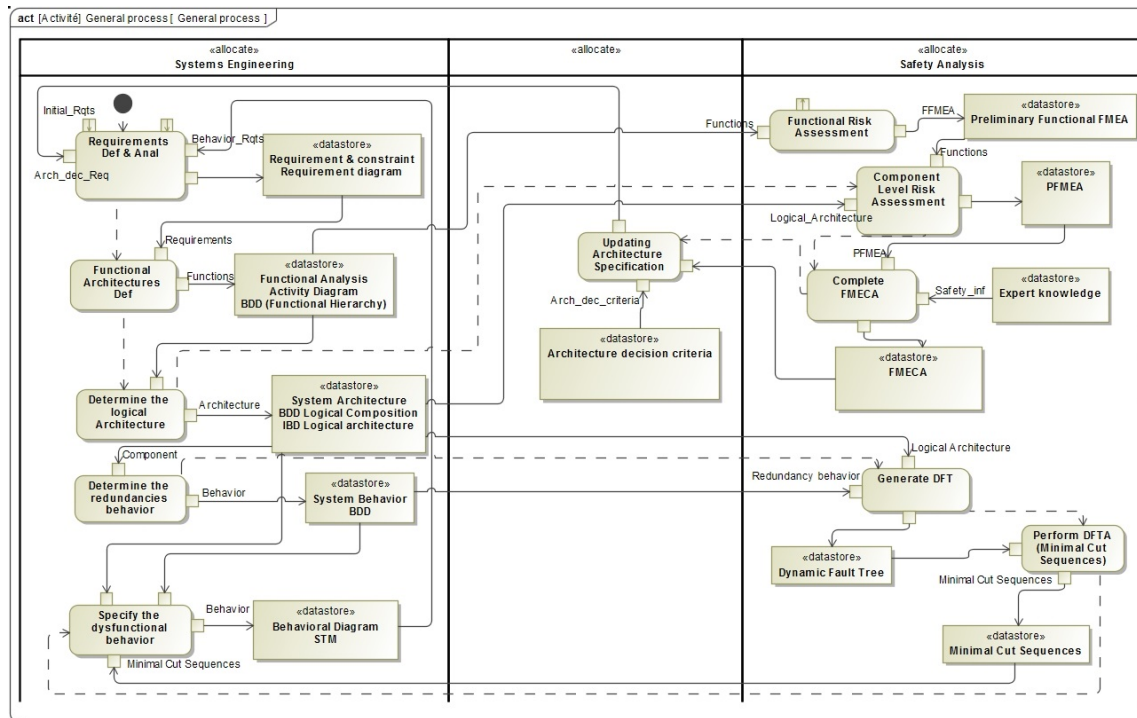 act [Activité] General process [ General process ]
«allocate»
Systems Engineering
«allocate»
«allocate»
Safety Analysis
Initial_Rqts
Behavior_Rqts
Requirements
Def & Anal
Arch_dec_Req
«datastore»
Requirement & constraint
Requirement diagram
Requirements
Functional
Architectures
Def
Functions
«datastore»
Functional Analysis
Activity Diagram
BDD (Functional Hierarchy)
Determine the
logical
Architecture
Architecture
«datastore»
System Architecture
BDD Logical Composition
IBD Logical architecture
Component
Determine the
redundancies
behavior
Behavior
«datastore»
System Behavior
BDD
Specify the
dysfunctional
behavior
Behavior
«datastore»
Behavioral Diagram
STM
Minimal Cut Sequences
Updating
Architecture
Specification
Arch_dec_criteria
«datastore»
Architecture decision criteria
Functions
Functional Risk
Assessment
FFMEA
«datastore»
Preliminary Functional FMEA
Functions
Component
Level Risk
Assessment
Logical_Architecture
«datastore»
PFMEA
PFMEA
Complete
FMECA
Safety_inf
«datastore»
Expert knowledge
«datastore»
FMECA
Logical Architecture
Redundancy behavior
Generate DFT
«datastore»
Dynamic Fault Tree
Perform DFTA
(Minimal Cut
Sequences)
Minimal Cut Sequences
«datastore»
Minimal Cut Sequences